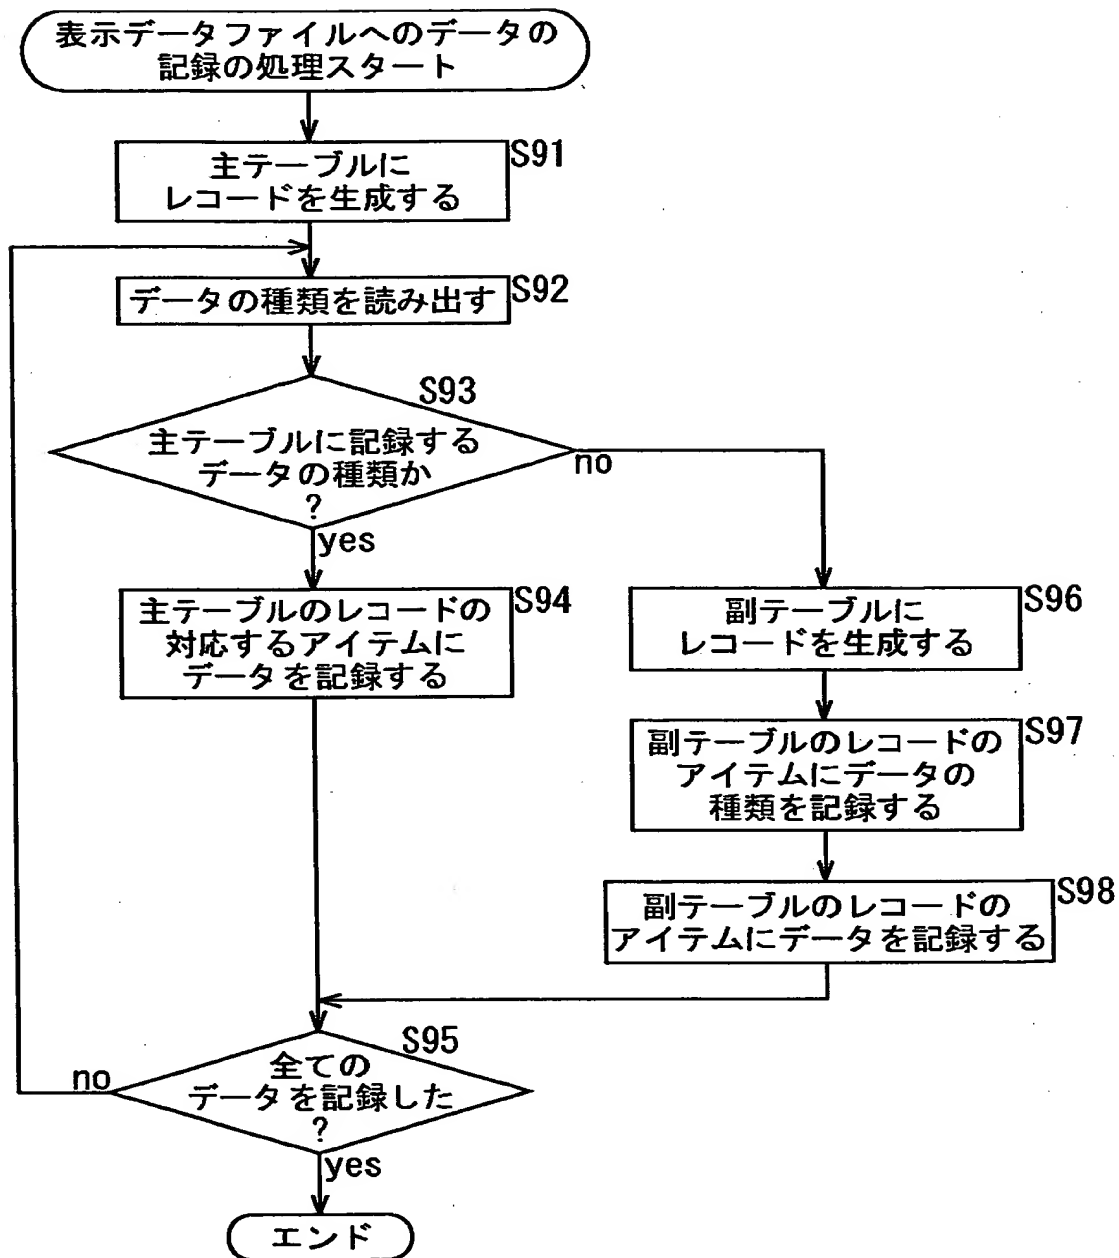 表示データファイルへのデータの
記録の処理スタート
S91
主テーブルに
レコードを生成する
データの種類を読み出す
S92
S93
主テーブルに記録する
データの種類か
?
no
yes
主テーブルのレコードの
対応するアイテムに
データを記録する
S94
副テーブルに
レコードを生成する
S96
副テーブルのレコードの
アイテムにデータの
種類を記録する
S97
副テーブルのレコードの
アイテムにデータを記録する
S98
S95
全ての
データを記録した
?
no
yes
エンド